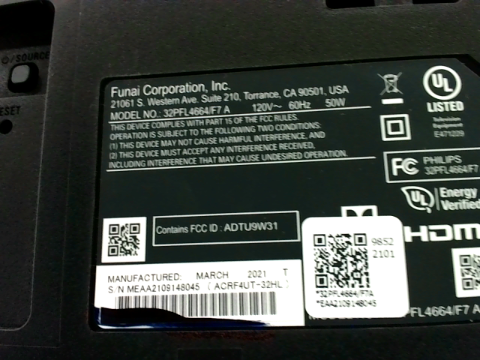 ⏻/SOURCE
RESET
Funai Corporation, Inc.
21061 S. Western Ave. Suite 210, Torrance, CA 90501, USA
MODEL NO.: 32PFL4664/F7 A 120V~ 60Hz 50W
THIS DEVICE COMPLIES WITH PART 15 OF THE FCC RULES.
OPERATION IS SUBJECT TO THE FOLLOWING TWO CONDITIONS:
(1) THIS DEVICE MAY NOT CAUSE HARMFUL INTERFERENCE, AND
(2) THIS DEVICE MUST ACCEPT ANY INTERFERENCE RECEIVED,
INCLUDING INTERFERENCE THAT MAY CAUSE UNDESIRED OPERATION.
UL
LISTED
Television
Equipment
E471209
FC PHILIPS
32PFL4664/F7
UL Energy
Verified
HDMI
Contains FCC ID : ADTU9W31
9852
2101
*32PFL4664/F7A
*EAA2109148045
PFL4664/F7 A
MANUFACTURED: MARCH 2021 T
S/N MEAA2109148045 ( ACRF4UT-32HL )